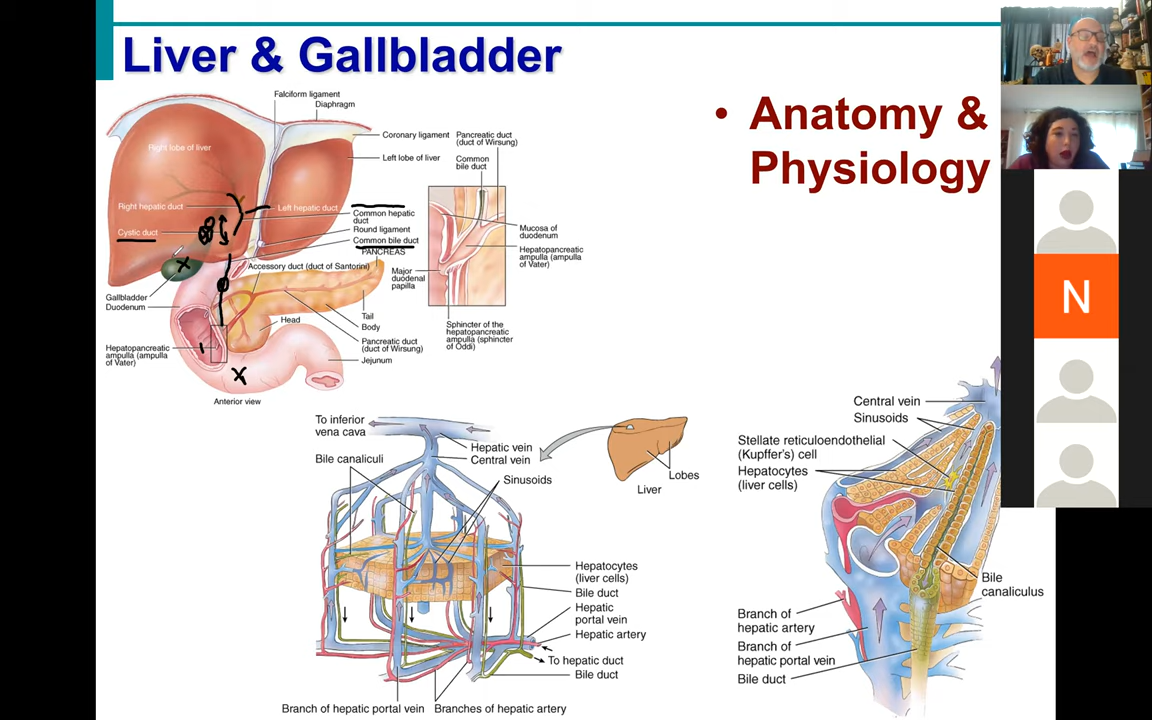 Liver & Gallbladder
• Anatomy &
Physiology
Falciform ligament
Diaphragm
Right lobe of liver
Coronary ligament
Left lobe of liver
Right hepatic duct
Left hepatic duct
Common hepatic
duct
Cystic duct
Round ligament
Common bile duct
PANCREAS
Accessory duct (duct of Santorini)
Gallbladder
Duodenum
Head
Tail
Body
Pancreatic duct
(duct of Wirsung)
Hepatopancreatic
ampulla (ampulla
of Vater)
Jejunum
Anterior view
Pancreatic duct
(duct of Wirsung)
Common
bile duct
Mucosa of
duodenum
Hepatopancreatic
ampulla (ampulla
of Vater)
Major
duodenal
papilla
Sphincter of the
hepatopancreatic
ampulla (sphincter
of Oddi)
X
X
N
To inferior
vena cava
Hepatic vein
Central vein
Bile canaliculi
Sinusoids
Lobes
Liver
Hepatocytes
(liver cells)
Bile duct
Hepatic
portal vein
Hepatic artery
To hepatic duct
Bile duct
Branch of hepatic portal vein
Branches of hepatic artery
Central vein
Sinusoids
Stellate reticuloendothelial
(Kupffer's) cell
Hepatocytes
(liver cells)
Bile
canaliculus
Branch of
hepatic artery
Branch of
hepatic portal vein
Bile duct